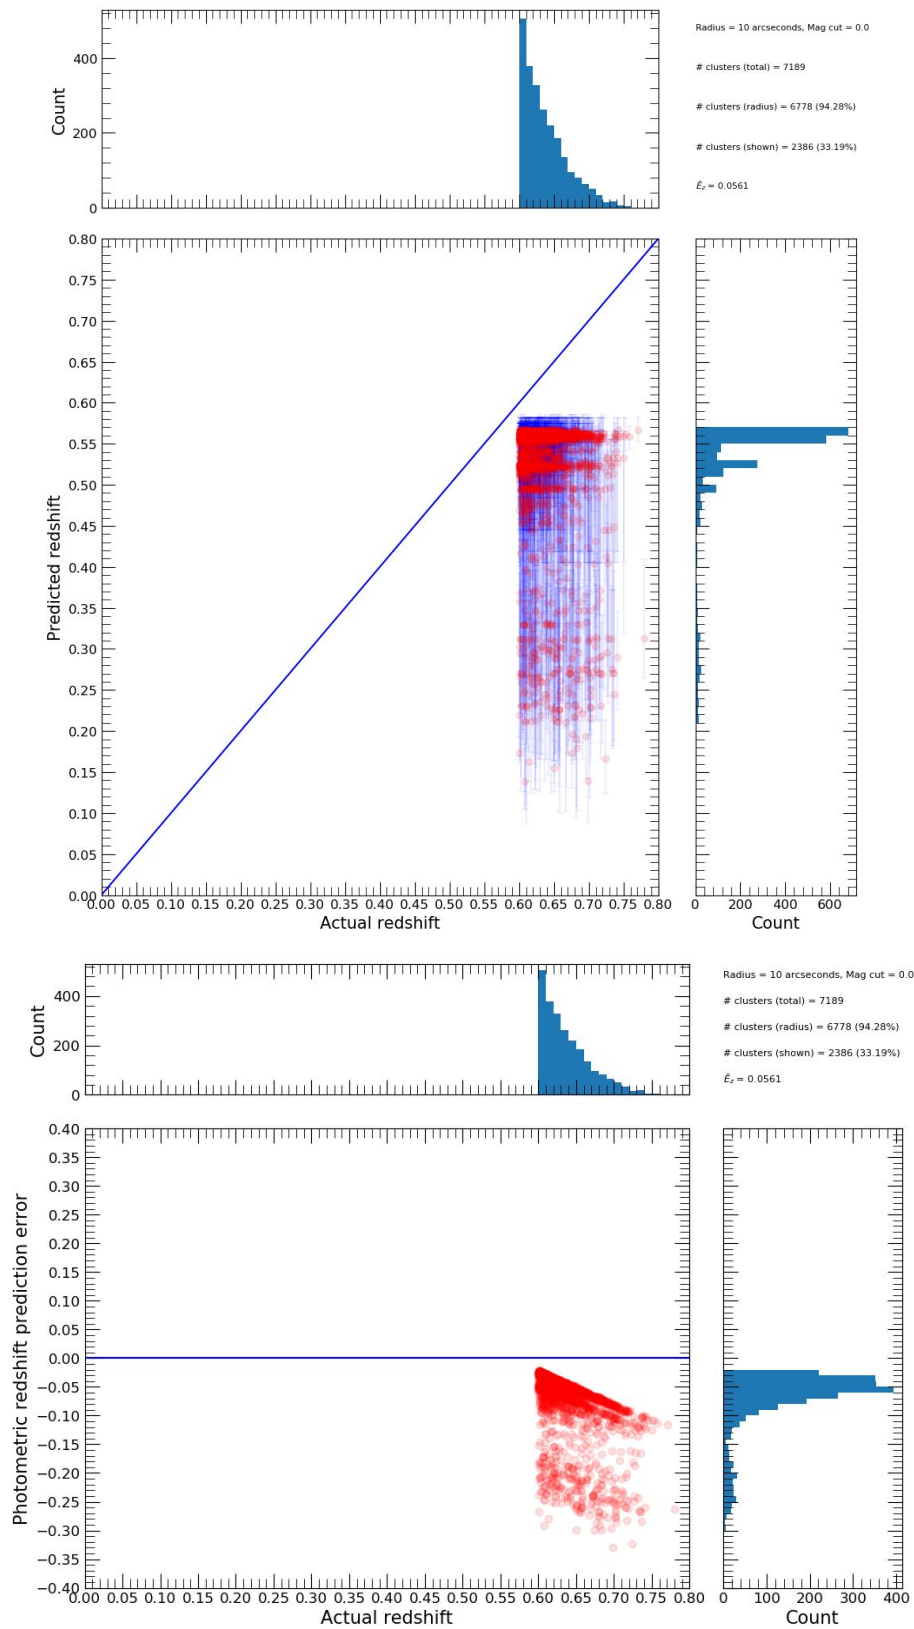 400
200
0
Count
Radius = 10 arcseconds, Mag cut = 0.0
# clusters (total) = 7189
# clusters (radius) = 6778 (94.28%)
# clusters (shown) = 2386 (33.19%)
Êz = 0.0561
0.80
0.75
0.70
0.65
0.60
0.55
0.50
0.45
0.40
0.35
0.30
0.25
0.20
0.15
0.10
0.05
0.00
Predicted redshift
0.00 0.05 0.10 0.15 0.20 0.25 0.30 0.35 0.40 0.45 0.50 0.55 0.60 0.65 0.70 0.75 0.80
Actual redshift
0 200 400 600
Count
400
200
0
Count
Radius = 10 arcseconds, Mag cut = 0.0
# clusters (total) = 7189
# clusters (radius) = 6778 (94.28%)
# clusters (shown) = 2386 (33.19%)
Êz = 0.0561
0.40
0.35
0.30
0.25
0.20
0.15
0.10
0.05
0.00
−0.05
−0.10
−0.15
−0.20
−0.25
−0.30
−0.35
−0.40
Photometric redshift prediction error
0.00 0.05 0.10 0.15 0.20 0.25 0.30 0.35 0.40 0.45 0.50 0.55 0.60 0.65 0.70 0.75 0.80
Actual redshift
0 100 200 300 400
Count